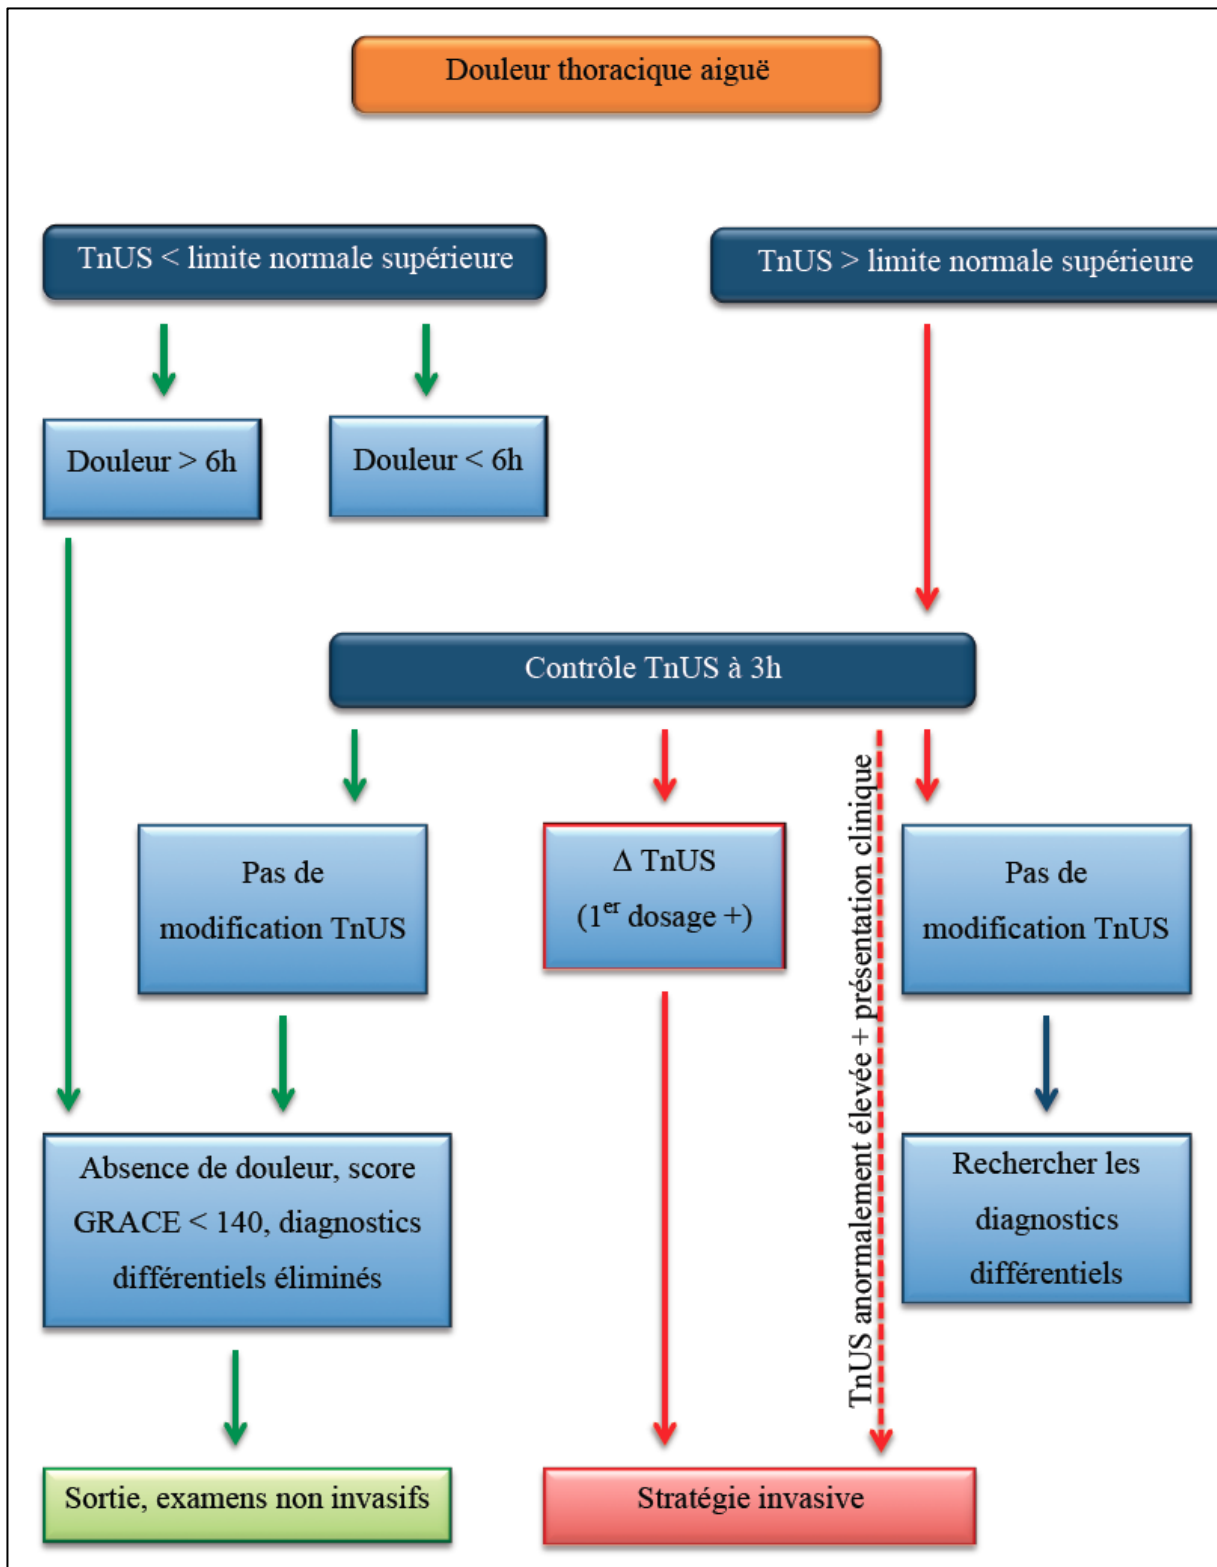 Douleur thoracique aiguë
TnUS < limite normale supérieure
TnUS > limite normale supérieure
Douleur > 6h
Douleur < 6h
Contrôle TnUS à 3h
Pas de
modification TnUS
Δ TnUS
(1er dosage +)
TnUS anormalement élevée + présentation clinique
Pas de
modification TnUS
Absence de douleur, score
GRACE < 140, diagnostics
différentiels éliminés
Rechercher les
diagnostics
différentiels
Sortie, examens non invasifs
Stratégie invasive